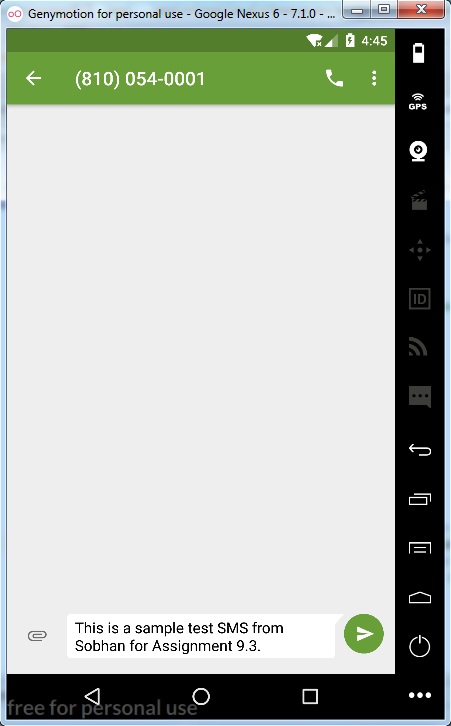 Genymotion for personal use - Google Nexus 6 - 7.1.0 - ...
4:45
(810) 054-0001
GPS
ID
This is a sample test SMS from
Sobhan for Assignment 9.3.
free for personal use